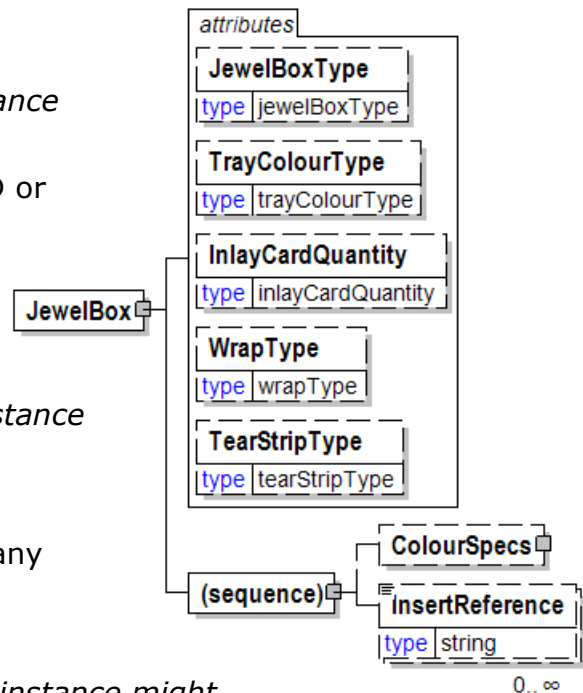 attributes
JewelBoxType
type jewelBoxType
ance
TrayColourType
O or
type trayColourType
InlayCardQuantity
type inlayCardQuantity
JewelBox
WrapType
type wrapType
stance
TearStripType
type tearStripType
any
ColourSpecs
(sequence)
InsertReference
type string
instance might
0.. ∞